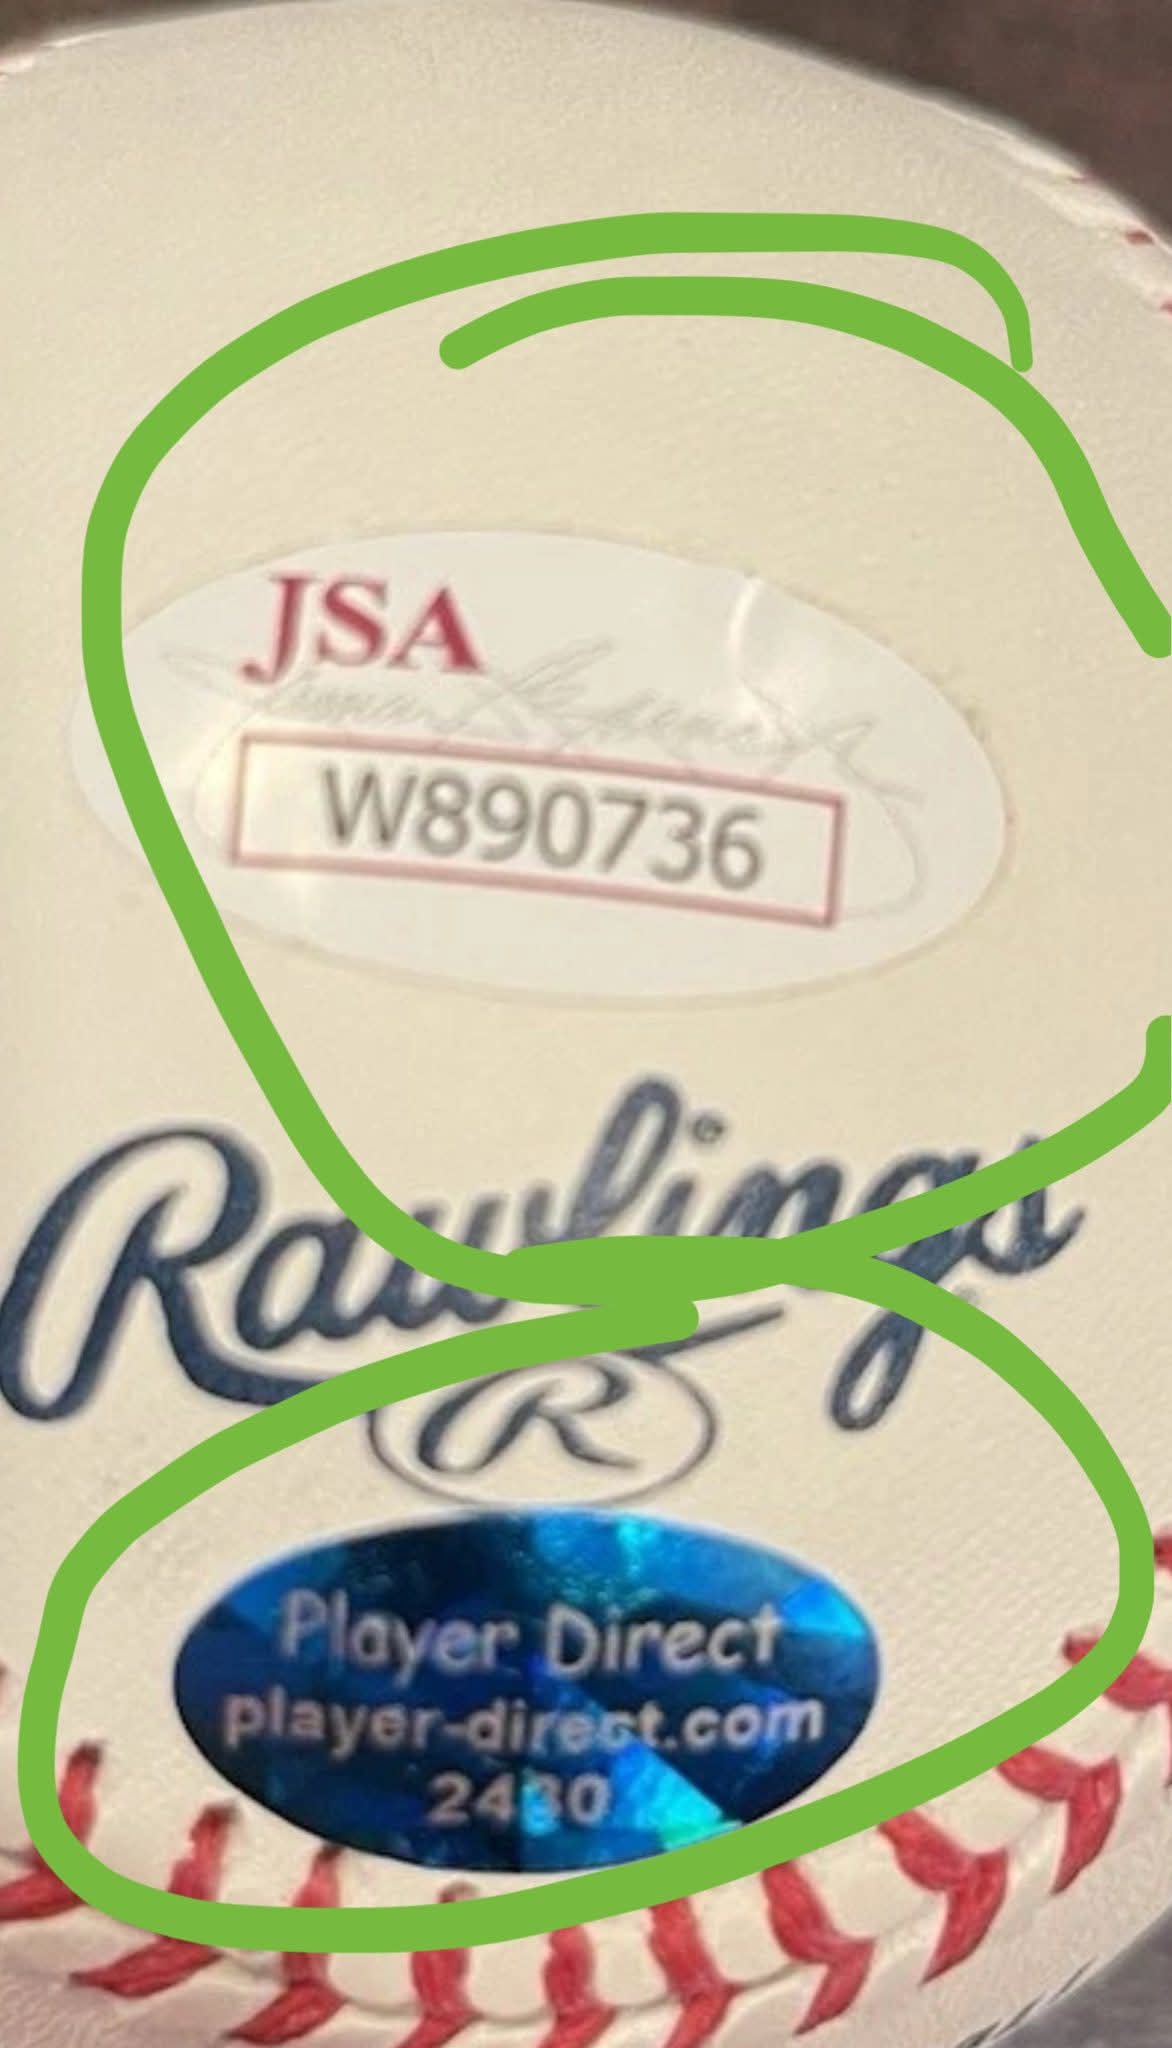 JSA
W890736
Rawlings®
R
Player Direct
player-direct.com